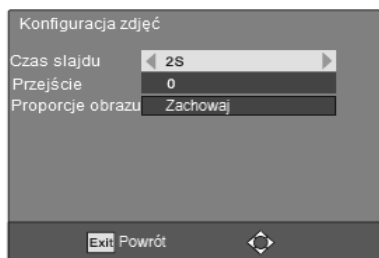 Konfiguracja zdjęć
Czas slajdu 2S
Przejście 0
Proporcje obrazu Zachowaj
Exit Powrót